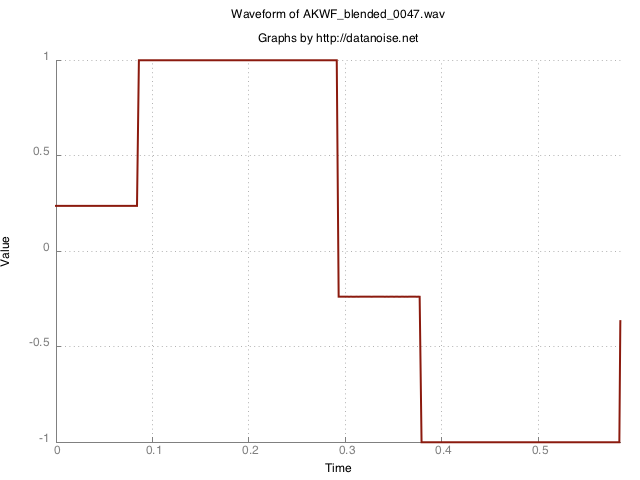 Waveform of AKWF_blended_0047.wav
Graphs by http://datanoise.net
1
0.5
0
-0.5
-1
Value
0 0.1 0.2 0.3 0.4 0.5
Time